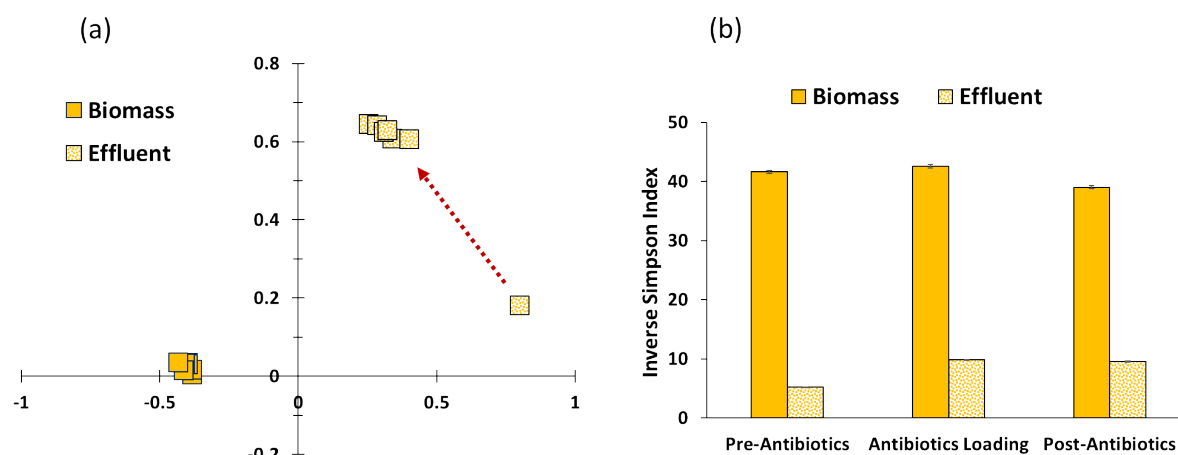 (a)
Biomass
Effluent
0.8
0.6
0.4
0.2
0
-0.2
-1
-0.5
0
0.5
1
(b)
Biomass
Effluent
Inverse Simpson Index
50
40
30
20
10
0
Pre-Antibiotics
Antibiotics Loading
Post-Antibiotics